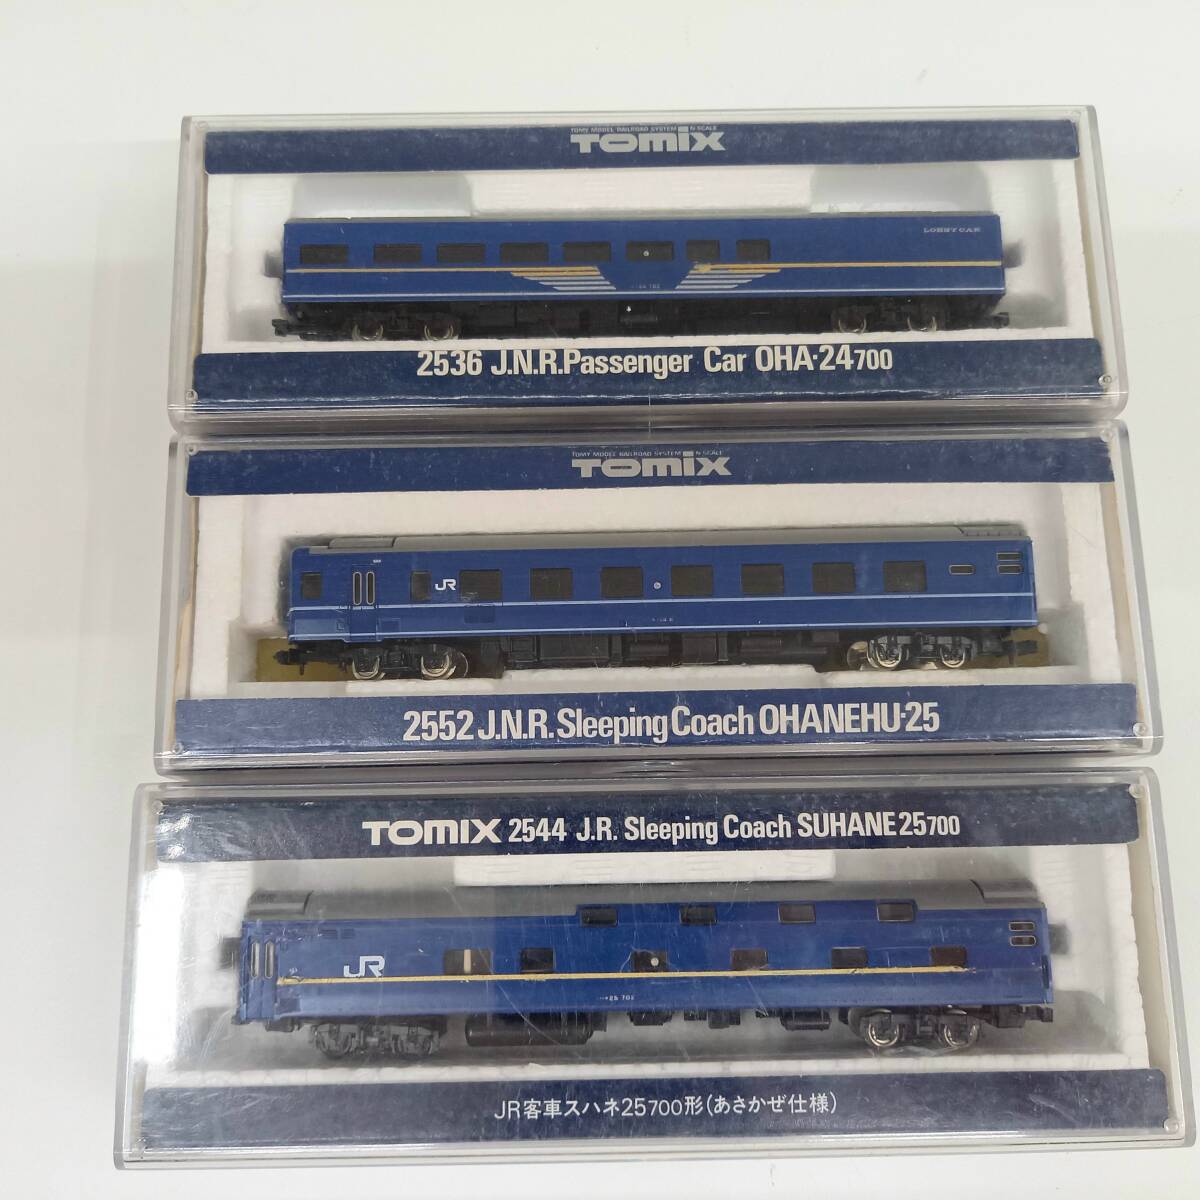 TOMY MODEL RAILROAD SYSTEM N SCALE
TOMIX
LOBBY CAR
2536 J.N.R.Passenger Car OHA·24700
TOMY MODEL RAILROAD SYSTEM N SCALE
TOMIX
JR
2552 J.N.R. Sleeping Coach OHANEHU·25
TOMIX 2544 J.R. Sleeping Coach SUHANE25700
JR
25 702
JR客車スハネ25700形(あさかぜ仕様)